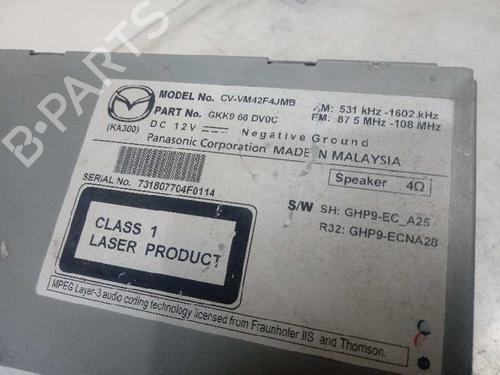 MODEL No. CV-VM42F4JMB
AM: 531 kHz -1602 kHz
PART No. GKK9 66 DV0C
FM: 87.5 MHz -108 MHz
(KA300)
DC 12V Negative Ground
Panasonic Corporation MADE IN MALAYSIA
Speaker 4Ω
SERIAL No. 731807704F0114
S/W SH: GHP9-EC_A25
R32: GHP9-ECNA28
CLASS 1
LASER PRODUCT
MPEG Layer-3 audio coding technology licensed from Fraunhofer IIS and Thomson.
B-PARTS